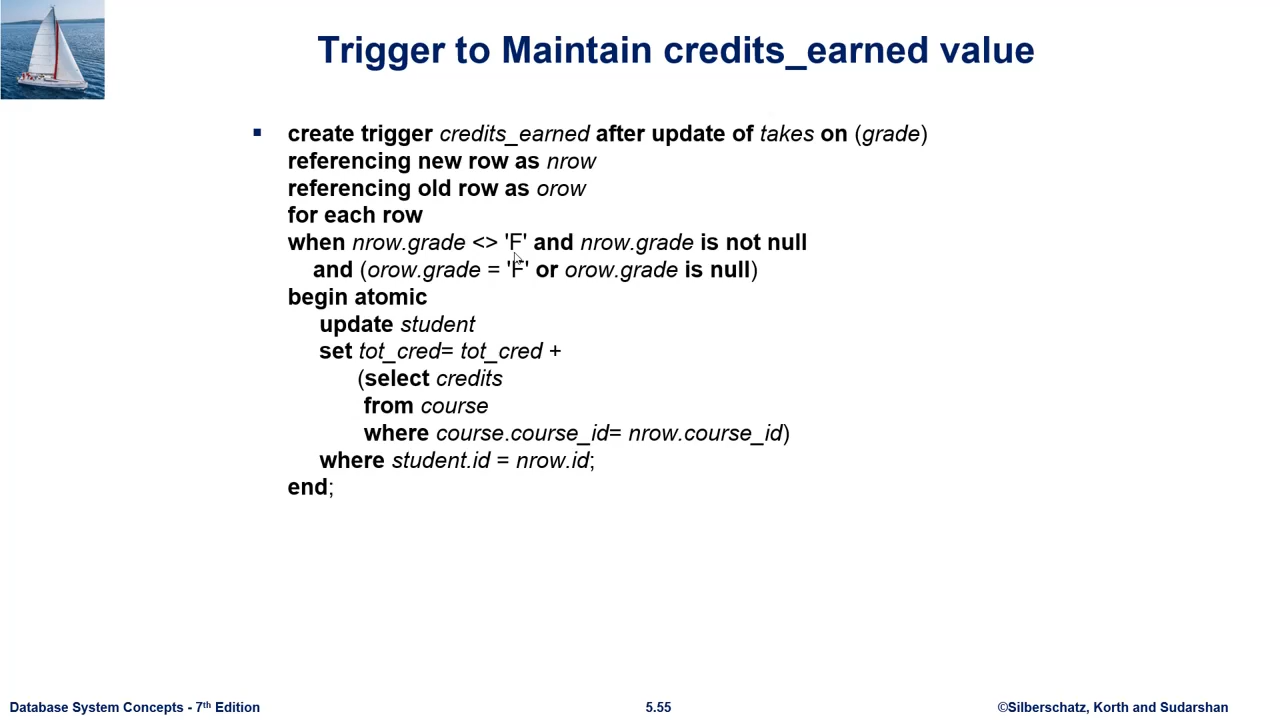 Trigger to Maintain credits_earned value
▪ create trigger credits_earned after update of takes on (grade)
referencing new row as nrow
referencing old row as orow
for each row
when nrow.grade <> 'F' and nrow.grade is not null
and (orow.grade = 'F' or orow.grade is null)
begin atomic
update student
set tot_cred= tot_cred +
(select credits
from course
where course.course_id= nrow.course_id)
where student.id = nrow.id;
end;
Database System Concepts - 7th Edition
5.55
©Silberschatz, Korth and Sudarshan